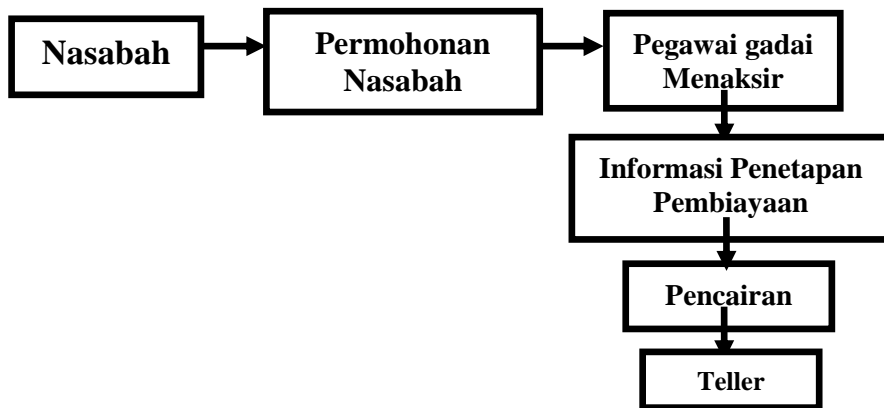 Nasabah
Permohonan
Nasabah
Pegawai gadai
Menaksir
Informasi Penetapan
Pembiayaan
Pencairan
Teller